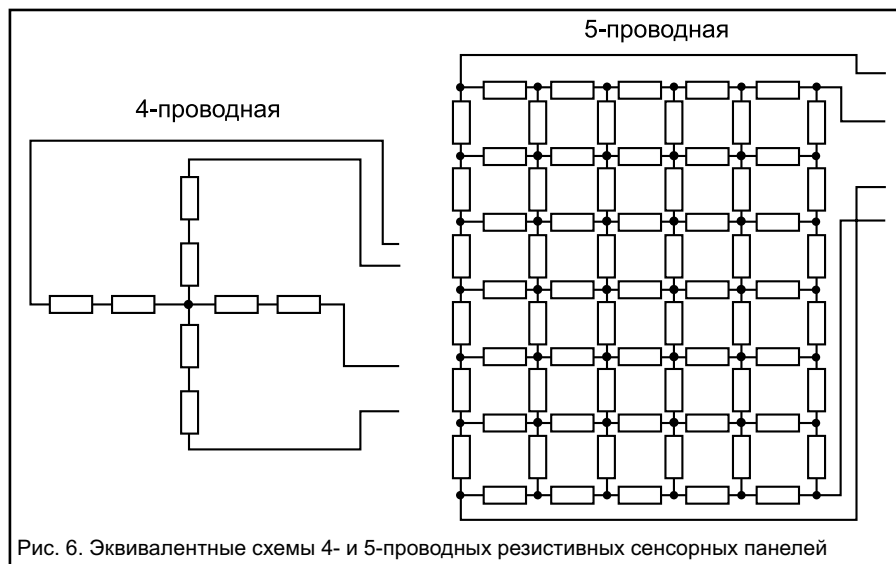 5-проводная
4-проводная
Рис. 6. Эквивалентные схемы 4- и 5-проводных резистивных сенсорных панелей